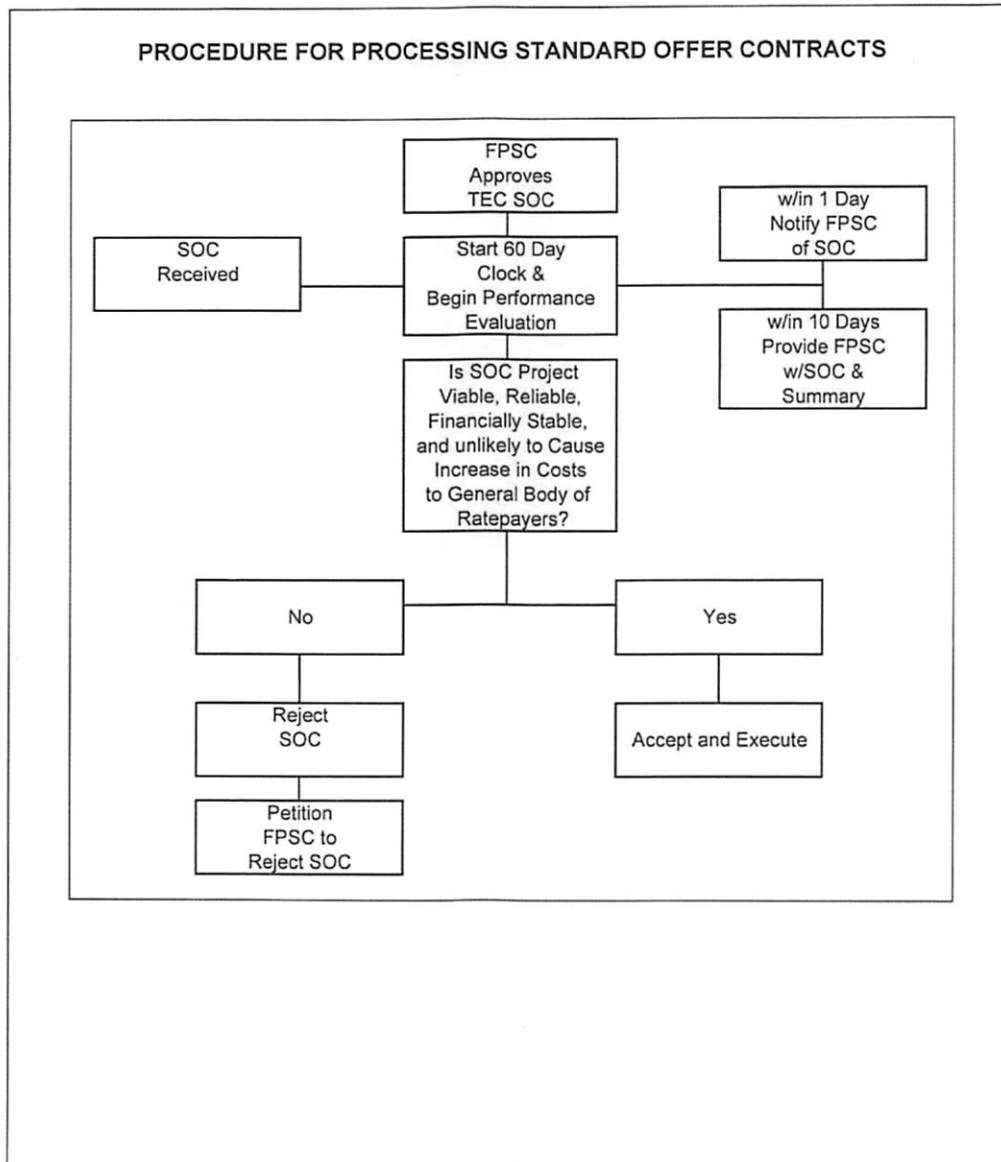 PROCEDURE FOR PROCESSING STANDARD OFFER CONTRACTS
FPSC
Approves
TEC SOC
SOC
Received
Start 60 Day
Clock &
Begin Performance
Evaluation
w/in 1 Day
Notify FPSC
of SOC
w/in 10 Days
Provide FPSC
w/SOC &
Summary
Is SOC Project
Viable, Reliable,
Financially Stable,
and unlikely to Cause
Increase in Costs
to General Body of
Ratepayers?
No
Yes
Reject
SOC
Accept and Execute
Petition
FPSC to
Reject SOC